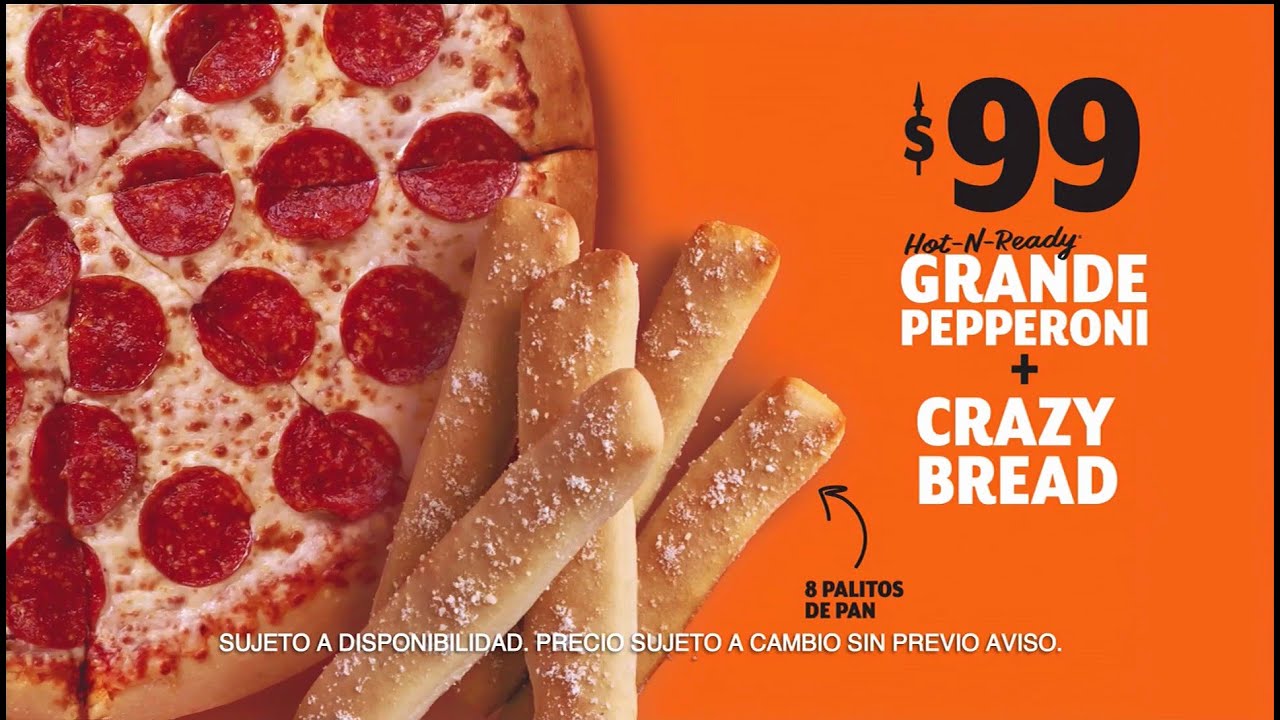 $99
Hot-N-Ready®
GRANDE
PEPPERONI
+
CRAZY
BREAD
8 PALITOS
DE PAN
SUJETO A DISPONIBILIDAD. PRECIO SUJETO A CAMBIO SIN PREVIO AVISO.